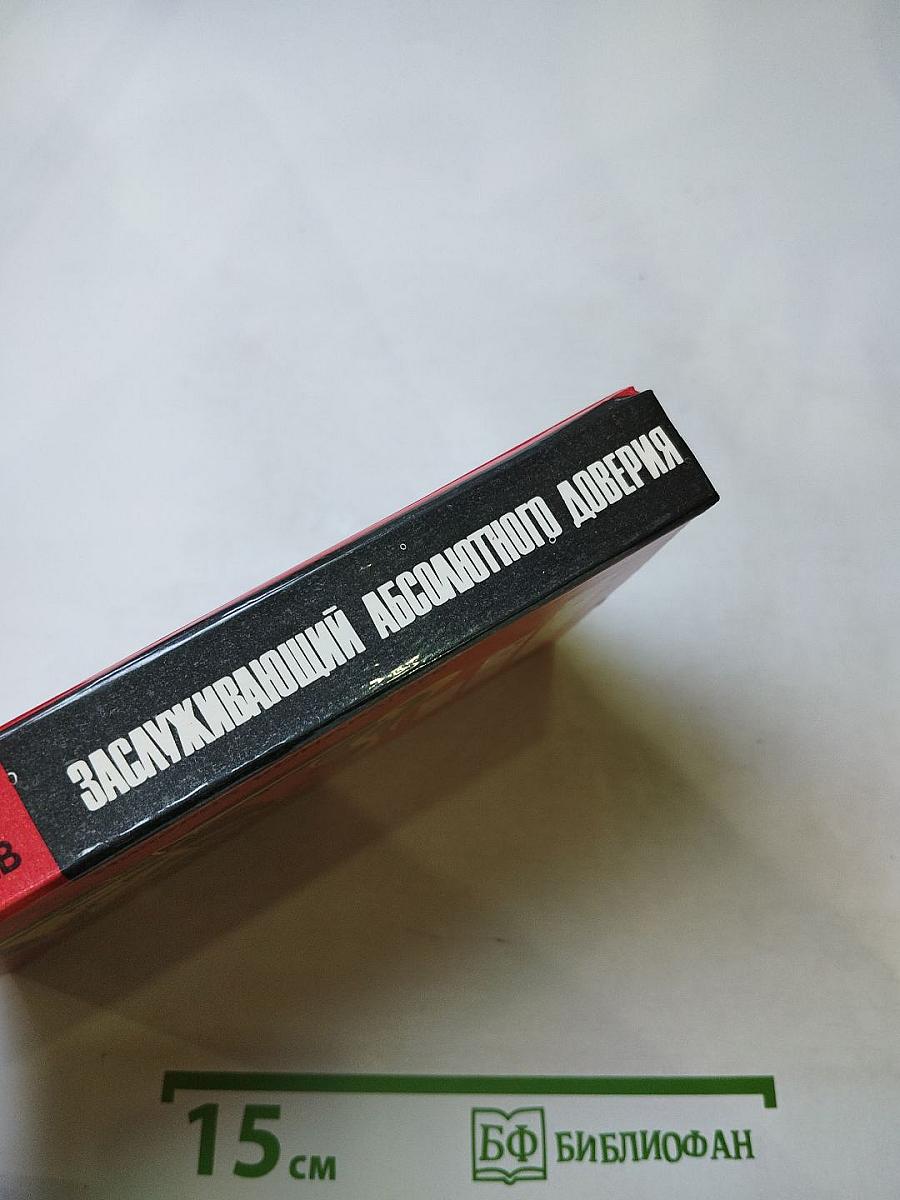 В
ЗАСЛУЖИВАЮЩИЙ АБСОЛЮТНОГО ДОВЕРИЯ
15 см
БФ БИБЛИОФАН